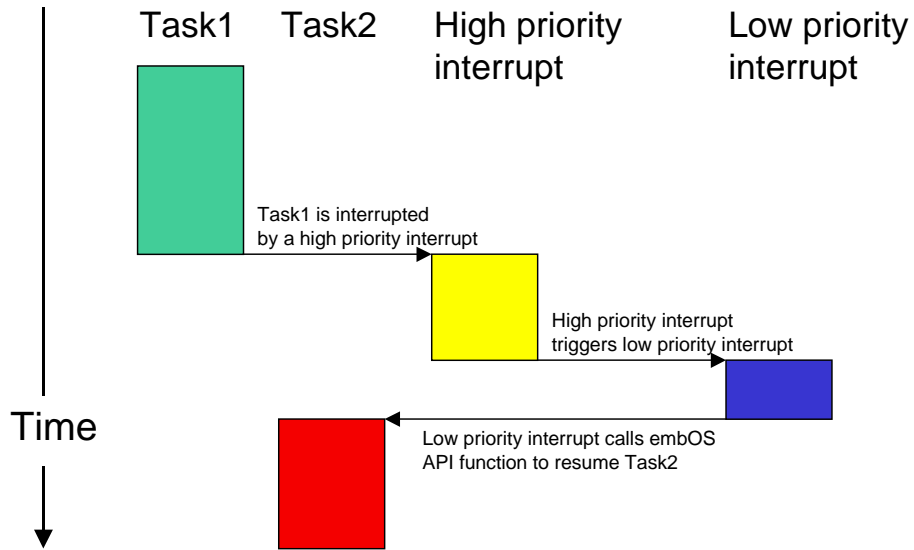 Task1
Task2
High priority
interrupt
Low priority
interrupt
Task1 is interrupted
by a high priority interrupt
High priority interrupt
triggers low priority interrupt
Time
Low priority interrupt calls embOS
API function to resume Task2